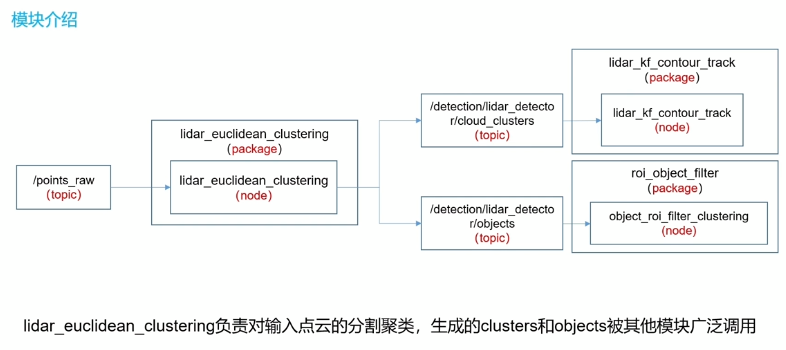 模块介绍
/points_raw
(topic)
lidar_euclidean_clustering
(package)
lidar_euclidean_clustering
(node)
/detection/lidar_detecto
r/cloud_clusters
(topic)
/detection/lidar_detecto
r/objects
(topic)
lidar_kf_contour_track
(package)
lidar_kf_contour_track
(node)
roi_object_filter
(package)
object_roi_filter_clustering
(node)
lidar_euclidean_clustering负责对输入点云的分割聚类，生成的clusters和objects被其他模块广泛调用